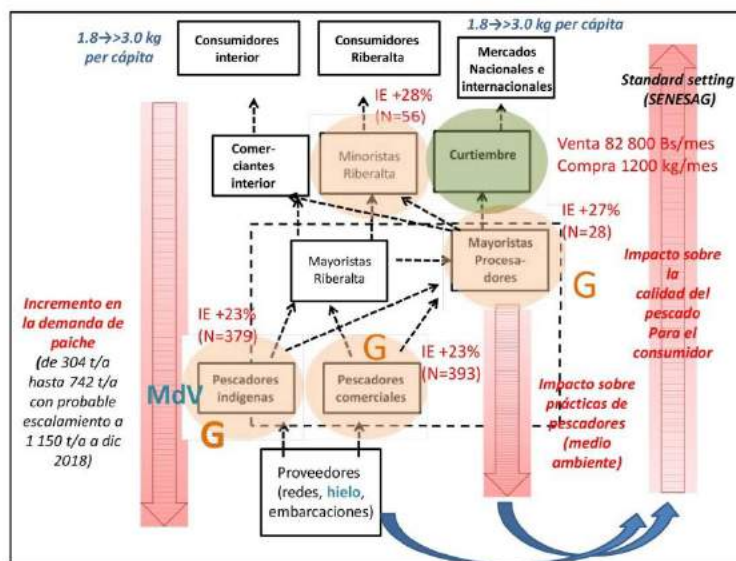 1.8→>3.0 kg
per cápita
Consumidores
interior
Consumidores
Riberalta
1.8→>3.0 kg per cápita
Mercados
Nacionales e
internacionales
Standard setting
(SENESAG)
IE +28%
(N=56)
Comer-
ciantes
interior
Minoristas
Riberalta
Curtiembre
Venta 82 800 Bs/mes
Compra 1200 kg/mes
IE +27%
(N=28)
Mayoristas
Riberalta
Mayoristas
Procesa-
dores
G
Impacto sobre
la
calidad del
pescado
Para el
consumidor
Incremento en
la demanda de
paiche
(de 304 t/a
hasta 742 t/a
con probable
escalamiento a
1 150 t/a a dic
2018)
IE +23%
(N=379)
G
IE +23%
(N=393)
MdV
Pescadores
indígenas
Pescadores
comerciales
G
Impacto sobre
prácticas de
pescadores
(medio
ambiente)
Proveedores
(redes, hielo,
embarcaciones)